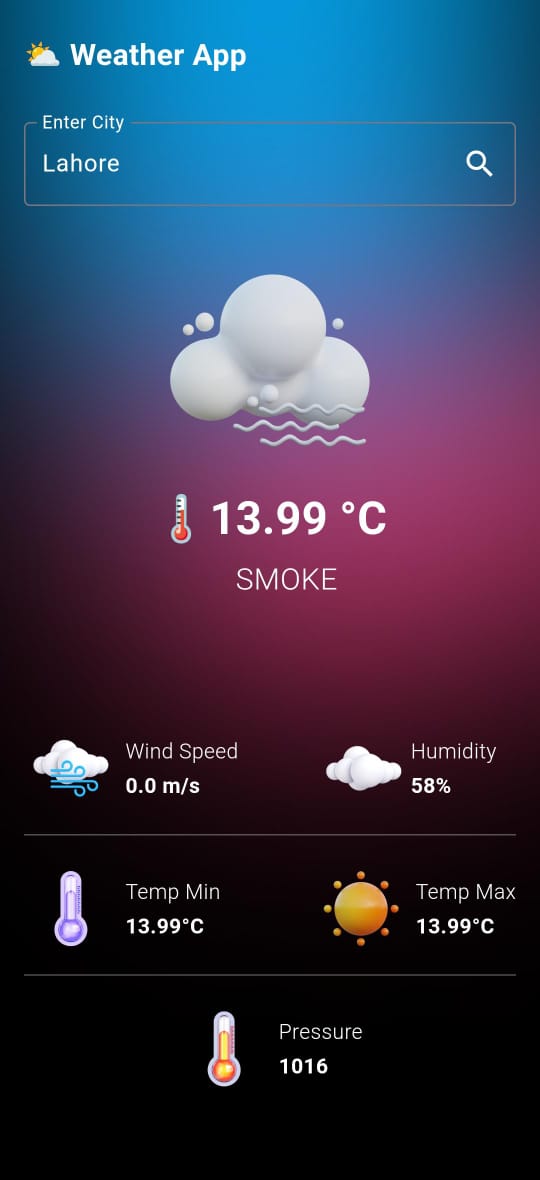 Weather App
Enter City
Lahore
13.99 °C
SMOKE
Wind Speed
0.0 m/s
Humidity
58%
Temp Min
13.99°C
Temp Max
13.99°C
Pressure
1016